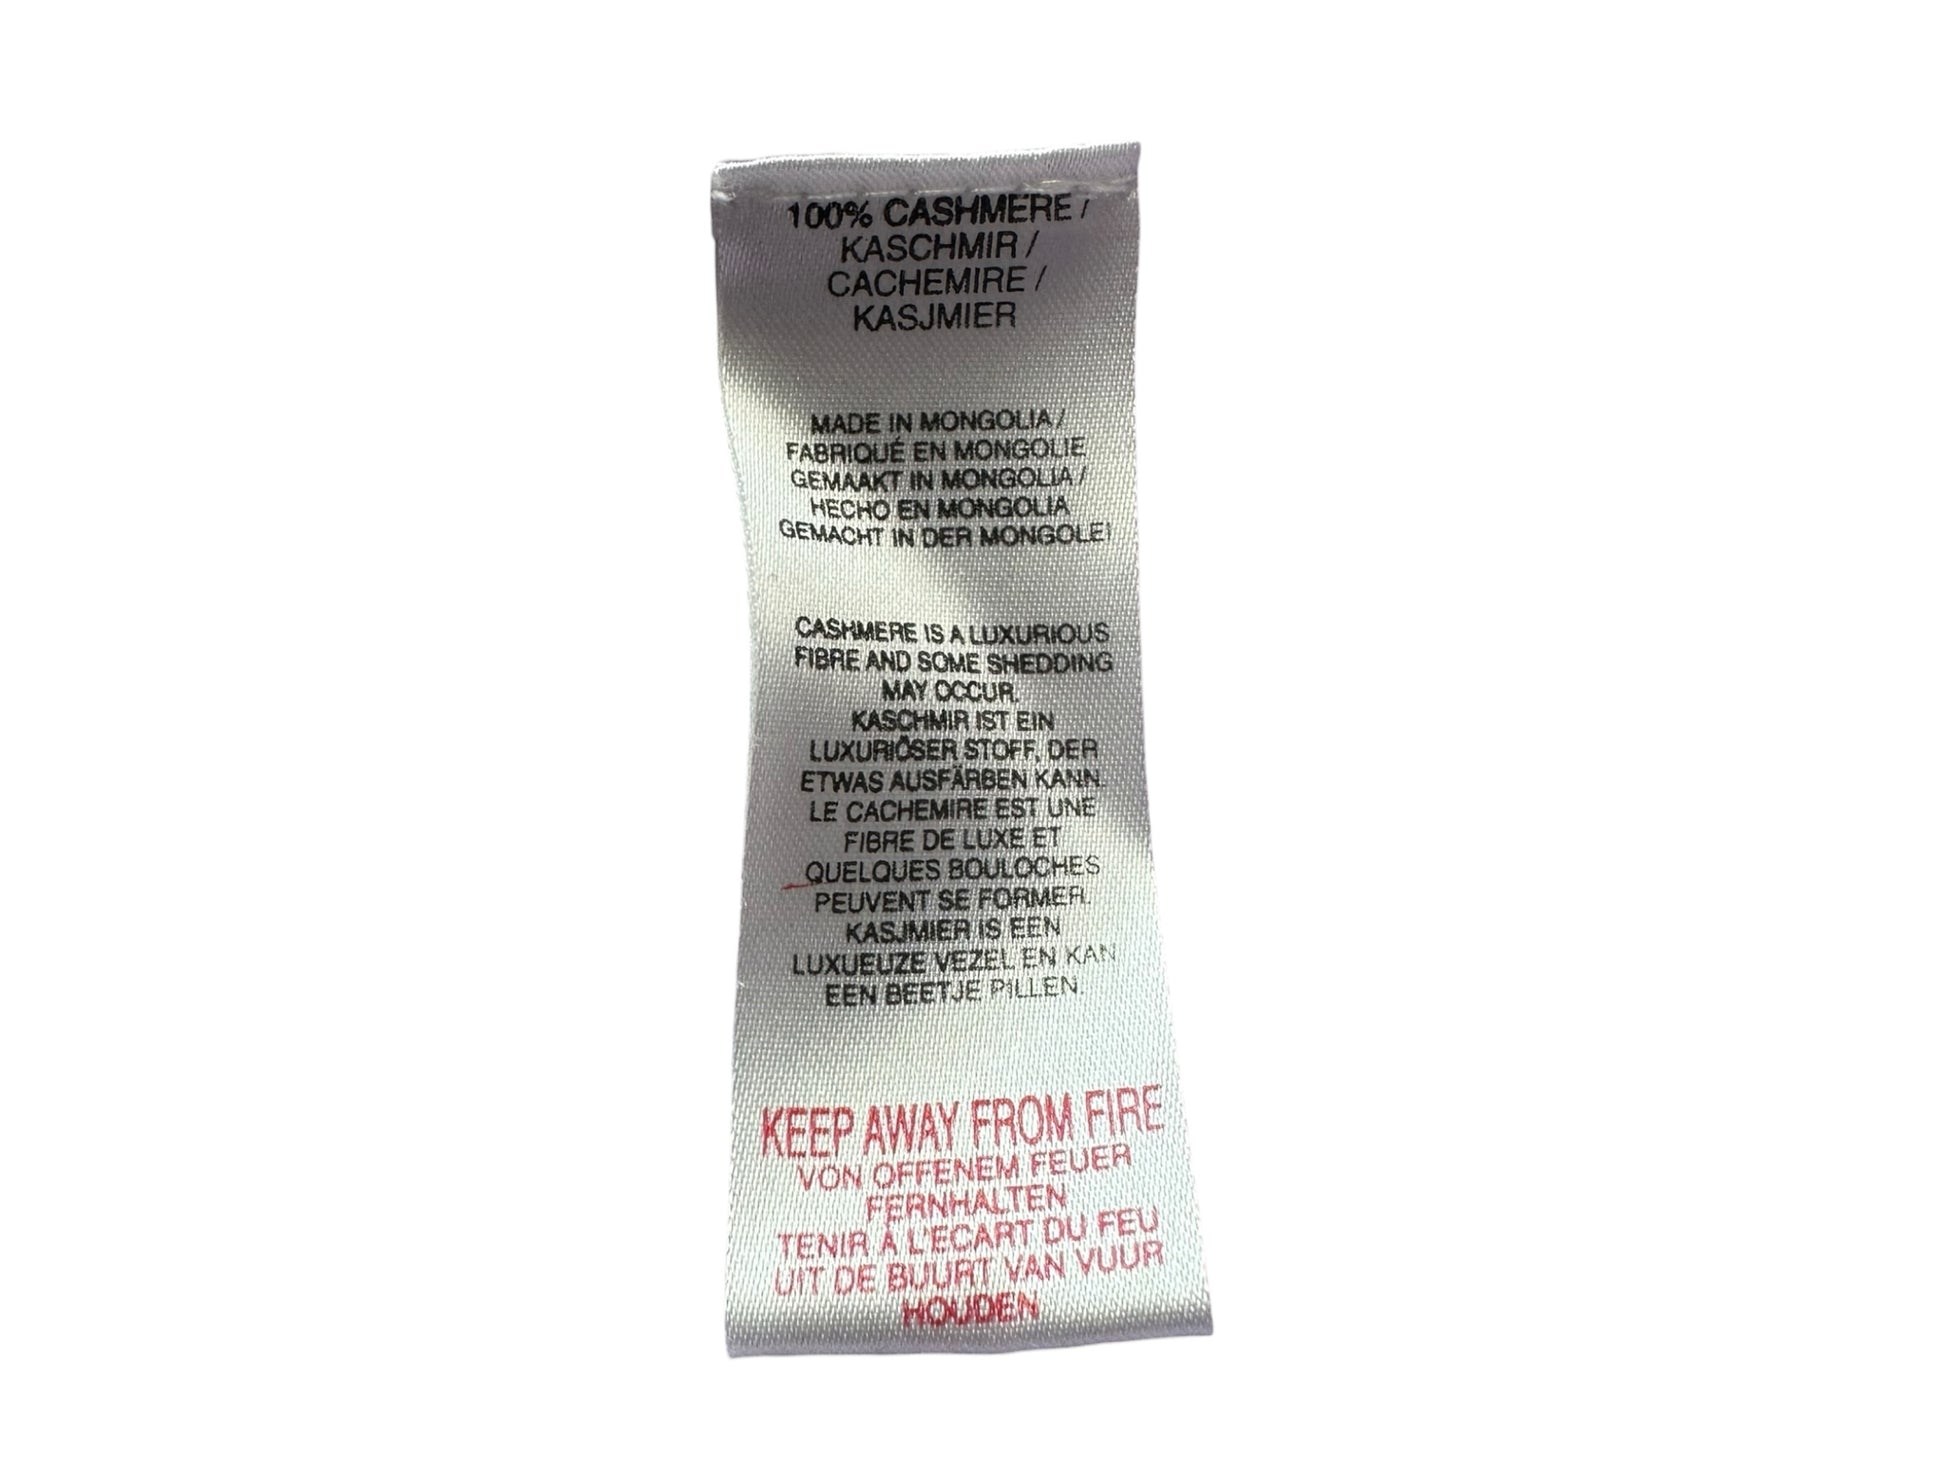 100% CASHMERE /
KASCHMIR /
CACHEMIRE /
KASJMIER
MADE IN MONGOLIA /
FABRIQUÉ EN MONGOLIE
GEMAAKT IN MONGOLIA /
HECHO EN MONGOLIA
GEMACHT IN DER MONGOLEI
CASHMERE IS A LUXURIOUS
FIBRE AND SOME SHEDDING
MAY OCCUR.
KASCHMIR IST EIN
LUXURIÖSER STOFF, DER
ETWAS AUSFÄRBEN KANN.
LE CACHEMIRE EST UNE
FIBRE DE LUXE ET
QUELQUES BOULOCHES
PEUVENT SE FORMER.
KASJMIER IS EEN
LUXUEUZE VEZEL EN KAN
EEN BEETJE PILLEN.
KEEP AWAY FROM FIRE
VON OFFENEM FEUER
FERNHALTEN
TENIR À L'ECART DU FEU
UIT DE BUURT VAN VUUR
HOUDEN